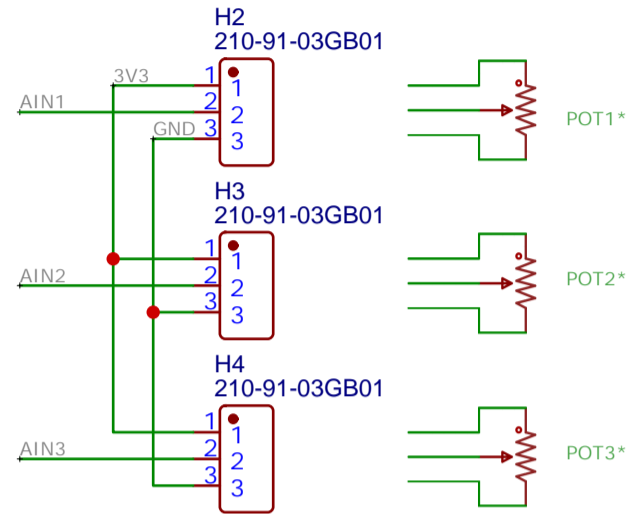 H2
210-91-03GB01
3V3 1 1
AIN1 2 2
GND 3 3
POT1*
H3
210-91-03GB01
1 1
AIN2 2 2
3 3
POT2*
H4
210-91-03GB01
1 1
AIN3 2 2
3 3
POT3*